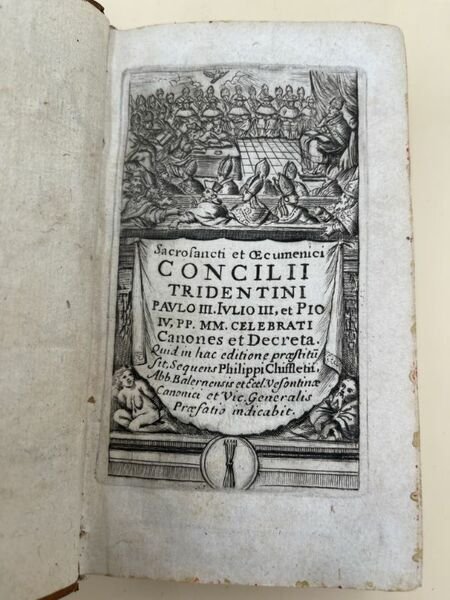 Sacrosancti et Œcumenici
CONCILII
TRIDENTINI
PAVLO III. IVLIO III, et PIO
IV, PP. MM. CELEBRATI
Canones et Decreta.
Quid in hac editione præstitũ
sit, Sequens Philippi Chiffletii,
Abb. Balernensis et Eccl. Vesontinæ
Canonici et Vic. Generalis
Præfatio indicabit.